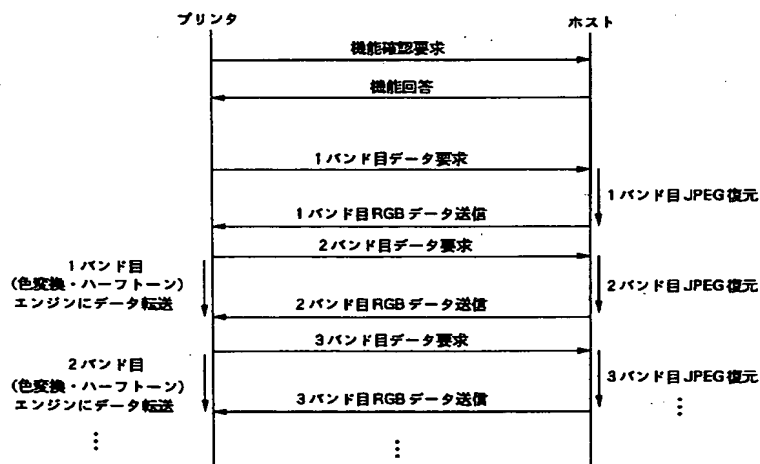 プリンタ
ホスト
機能確認要求
機能回答
1バンド目データ要求
1バンド目JPEG復元
1バンド目RGBデータ送信
2バンド目データ要求
1バンド目
(色変換・ハーフトーン)
エンジンにデータ転送
2バンド目JPEG復元
2バンド目RGBデータ送信
3バンド目データ要求
2バンド目
(色変換・ハーフトーン)
エンジンにデータ転送
3バンド目JPEG復元
3バンド目RGBデータ送信